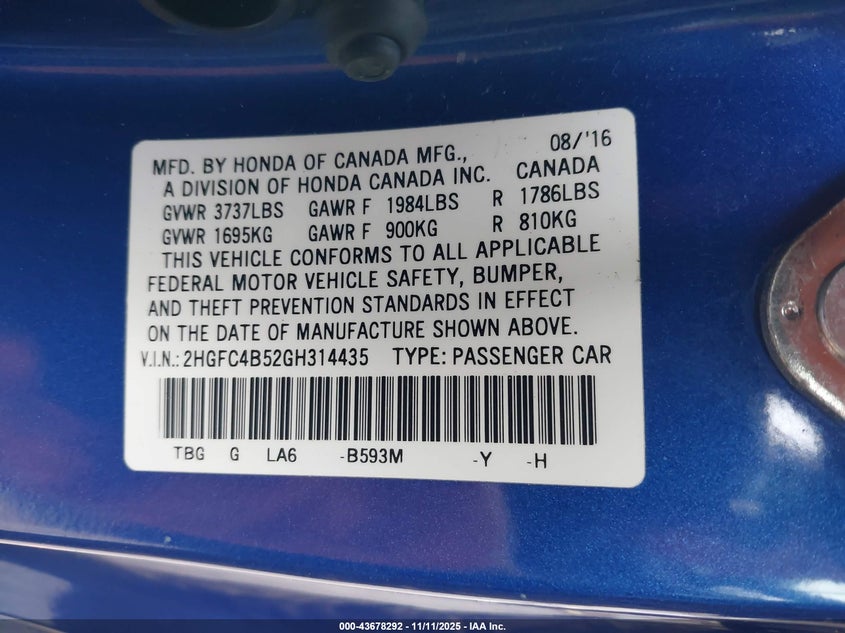 08/'16
MFD. BY HONDA OF CANADA MFG.,
A DIVISION OF HONDA CANADA INC. CANADA
GVWR 3737LBS GAWR F 1984LBS R 1786LBS
GVWR 1695KG GAWR F 900KG R 810KG
THIS VEHICLE CONFORMS TO ALL APPLICABLE
FEDERAL MOTOR VEHICLE SAFETY, BUMPER,
AND THEFT PREVENTION STANDARDS IN EFFECT
ON THE DATE OF MANUFACTURE SHOWN ABOVE.
V.I.N.: 2HGFC4B52GH314435 TYPE: PASSENGER CAR
TBG G LA6 -B593M -Y -H
000-43678292 - 11/11/2025 - IAA Inc.